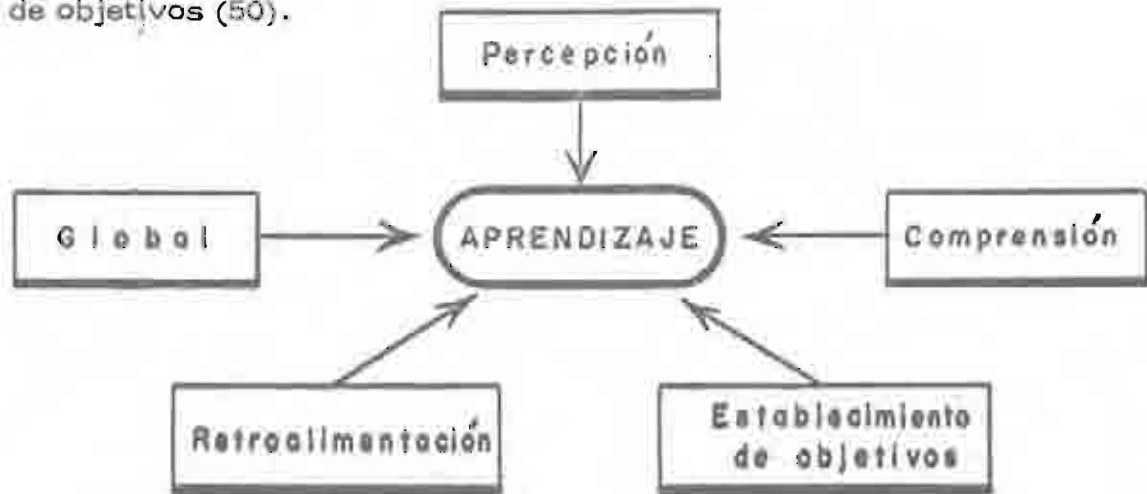 de objetivos (50).
Percepción
Global
APRENDIZAJE
Comprensión
Retroalimentación
Establecimiento
de objetivos